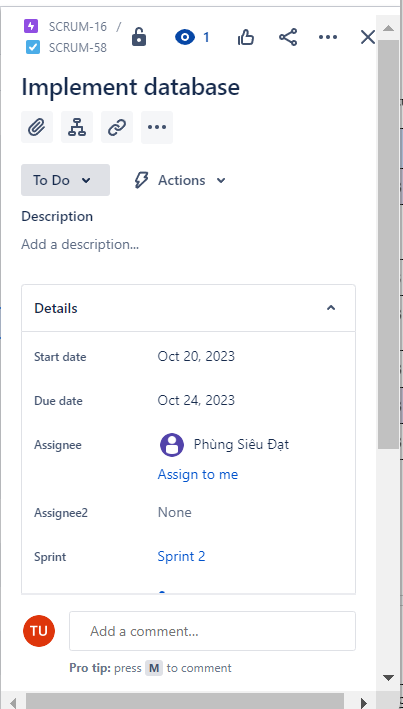 SCRUM-16 /
SCRUM-58
1
Implement database
To Do
Actions
Description
Add a description...
Details
Start date Oct 20, 2023
Due date Oct 24, 2023
Assignee Phùng Siêu Đạt
Assign to me
Assignee2 None
Sprint Sprint 2
TU Add a comment...
Pro tip: press M to comment